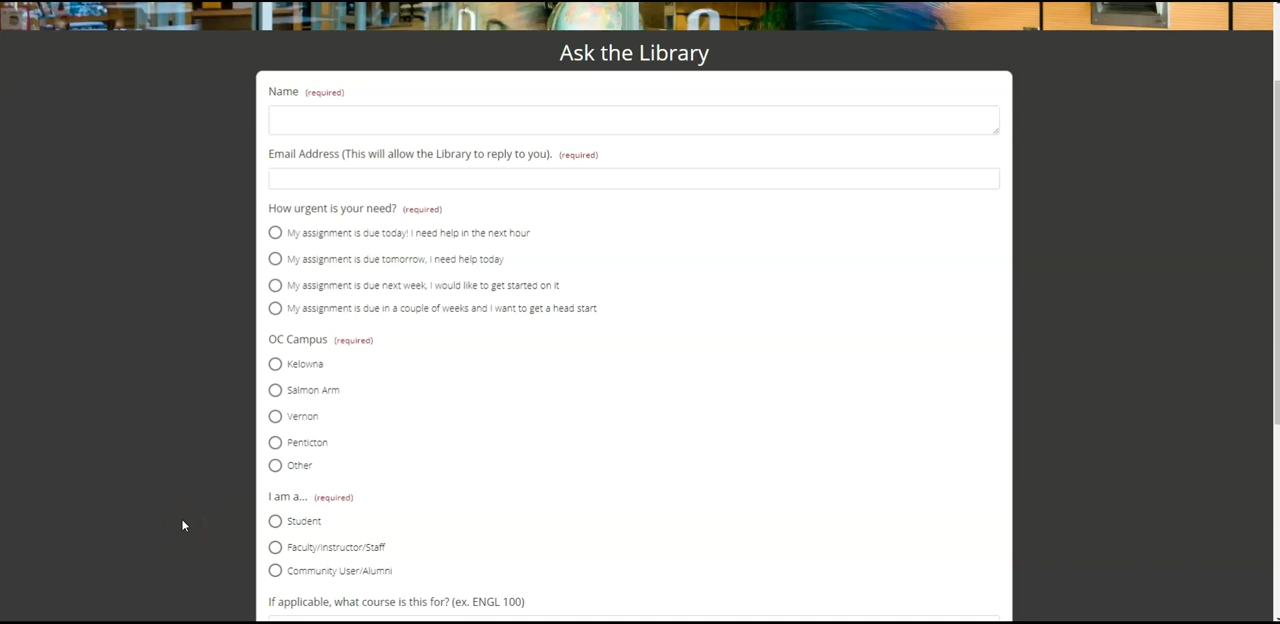 Ask the Library
Name (required)
Email Address (This will allow the Library to reply to you). (required)
How urgent is your need? (required)
My assignment is due today! I need help in the next hour
My assignment is due tomorrow, I need help today
My assignment is due next week, I would like to get started on it
My assignment is due in a couple of weeks and I want to get a head start
OC Campus (required)
Kelowna
Salmon Arm
Vernon
Penticton
Other
I am a... (required)
Student
Faculty/Instructor/Staff
Community User/Alumni
If applicable, what course is this for? (ex. ENGL 100)